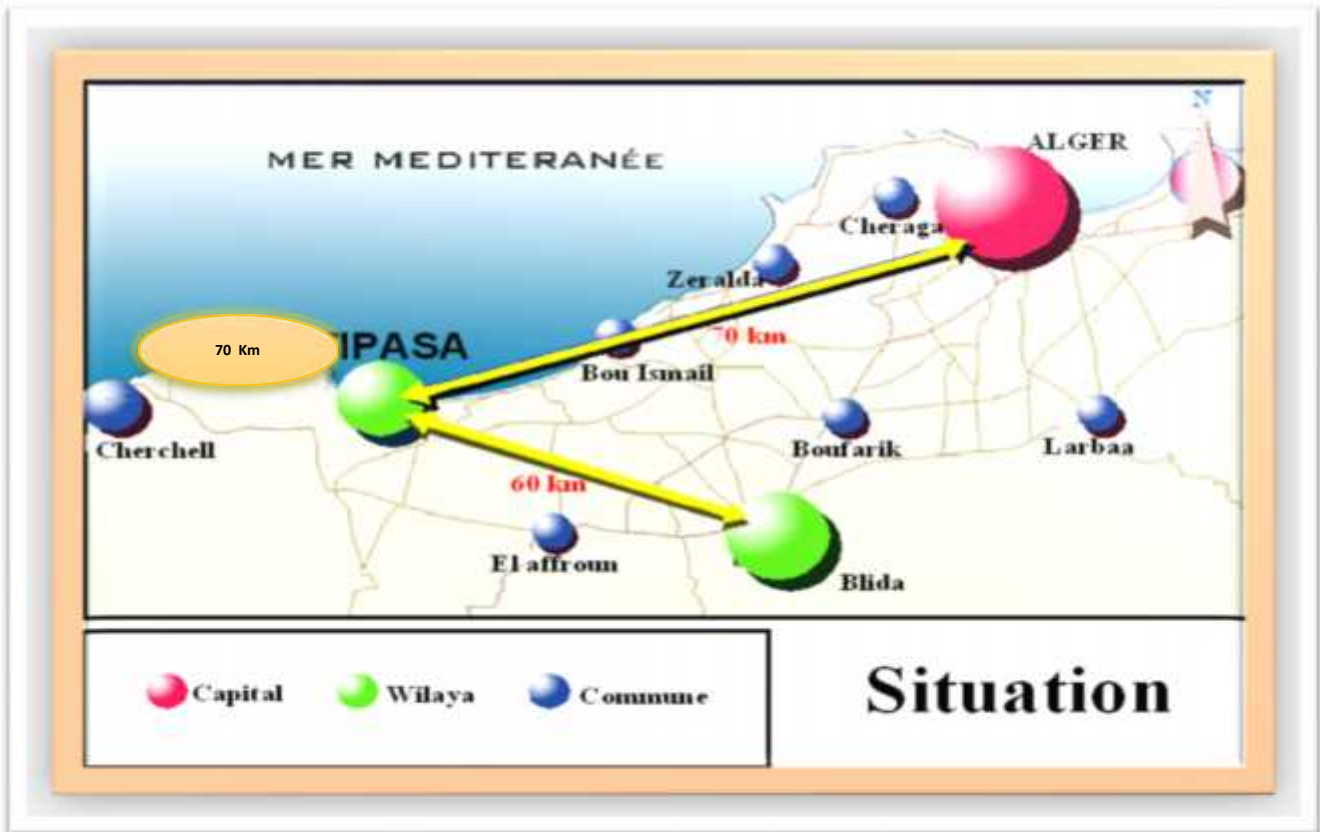 N
ALGER
MER MEDITERANÉE
Cheraga
Zeralda
70 km
70 Km
IPASA
Bou Ismail
Cherchell
Boufarik
Larbaa
60 km
El affroun
Blida
Capital
Wilaya
Commune
Situation